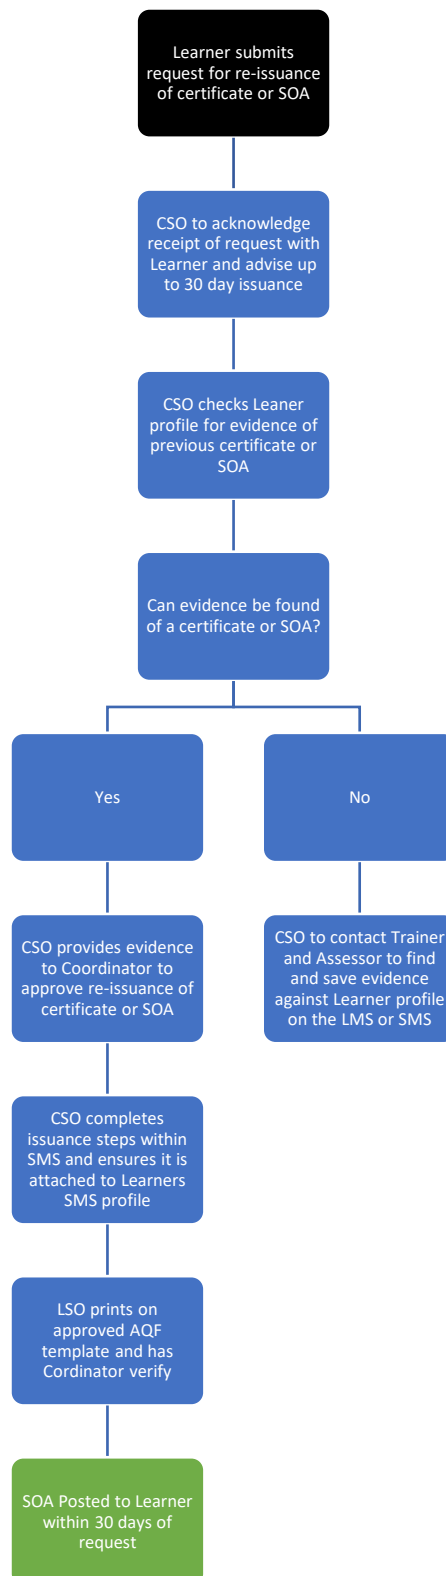 Learner submits
request for re-issuance
of certificate or SOA
CSO to acknowledge
receipt of request with
Learner and advise up
to 30 day issuance
CSO checks Leaner
profile for evidence of
previous certificate or
SOA
Can evidence be found
of a certificate or SOA?
Yes
No
CSO provides evidence
to Coordinator to
approve re-issuance of
certificate or SOA
CSO to contact Trainer
and Assessor to find
and save evidence
against Learner profile
on the LMS or SMS
CSO completes
issuance steps within
SMS and ensures it is
attached to Learners
SMS profile
LSO prints on
approved AQF
template and has
Cordinator verify
SOA Posted to Learner
within 30 days of
request